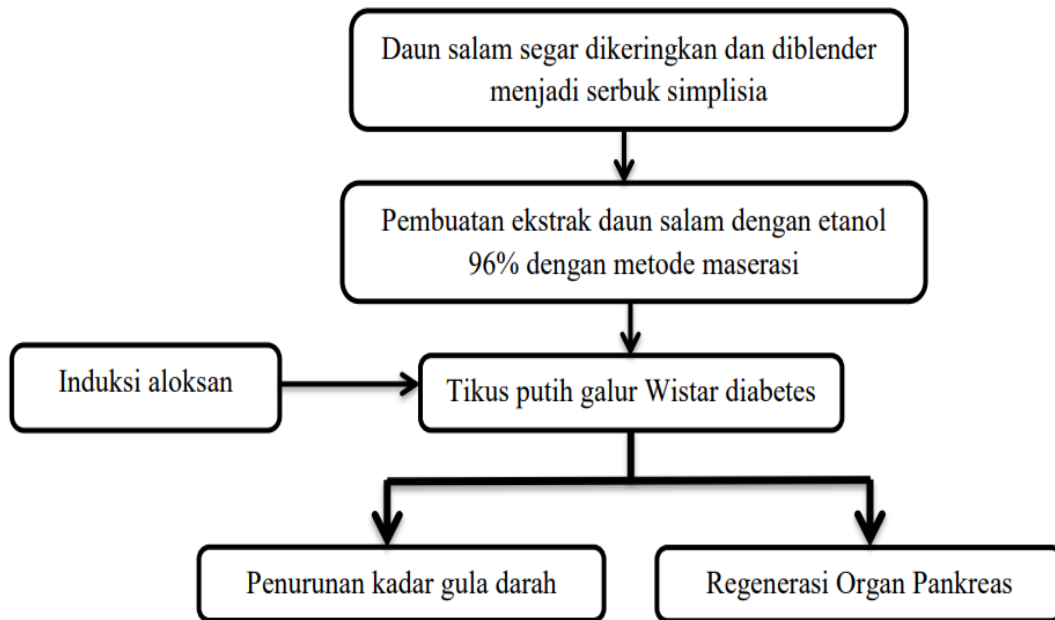 Daun salam segar dikeringkan dan diblender
menjadi serbuk simplisia
Pembuatan ekstrak daun salam dengan etanol
96% dengan metode maserasi
Induksi aloksan
Tikus putih galur Wistar diabetes
Penurunan kadar gula darah
Regenerasi Organ Pankreas